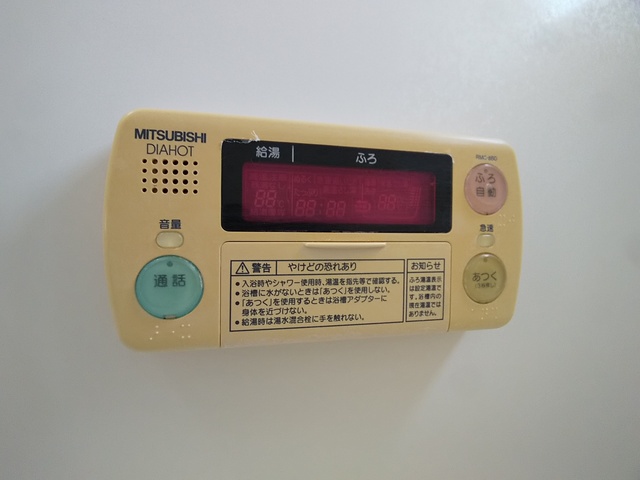 MITSUBISHI
DIAHOT
給湯
ふろ
88
88:88
88
ふろ
自動
音量
通話
急速
あつく
警告 やけどの恐れあり
●入浴時やシャワー使用時、湯温を指先等で確認する。
●浴槽に水がないときは「あつく」を使用しない。
●「あつく」を使用するときは浴槽アダプターに
身体を近づけない。
●給湯時は湯水混合栓に手を触れない。
お知らせ
ふろ湯温表示
は設定湯温で
す。浴槽内の
現在湯温では
ありません。